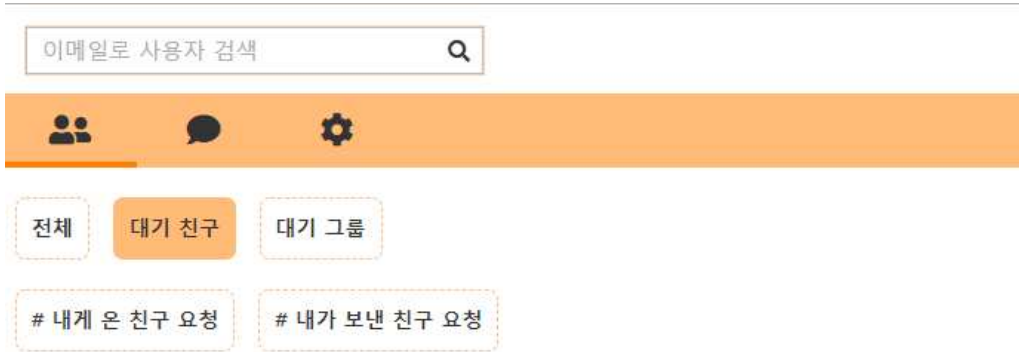 이메일로 사용자 검색
전체 대기 친구 대기 그룹
# 내게 온 친구 요청 # 내가 보낸 친구 요청